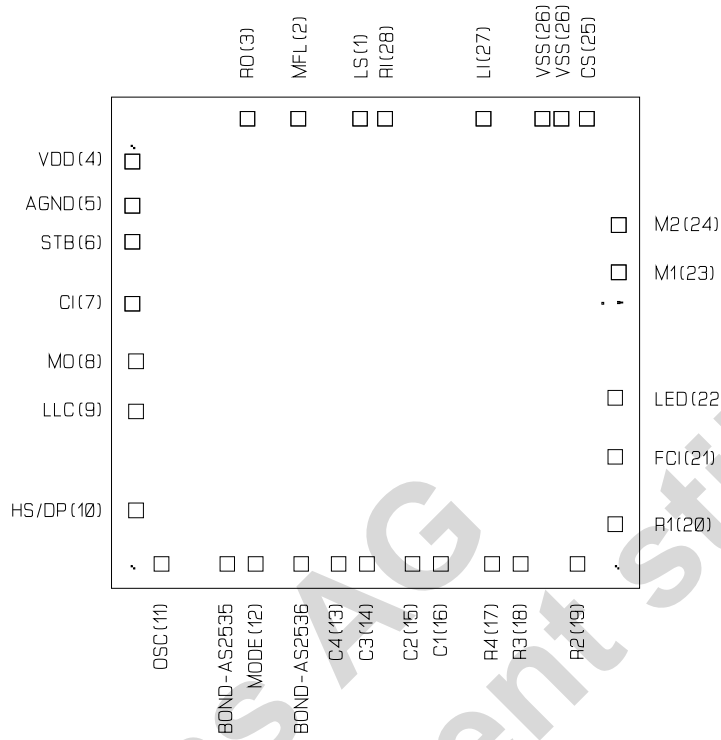 RO(3)
MFL(2)
LS(1)
RI(28)
LI(27)
VSS(26)
VSS(26)
CS(25)
VDD(4)
AGND(5)
STB(6)
CI(7)
MO(8)
LLC(9)
HS/DP(10)
M2(24)
M1(23)
LED(22
FCI(21)
R1(20)
OSC(11)
BOND-AS2535
MODE(12)
BOND-AS2536
C4(13)
C3(14)
C2(15)
C1(16)
R4(17)
R3(18)
R2(19)
AG